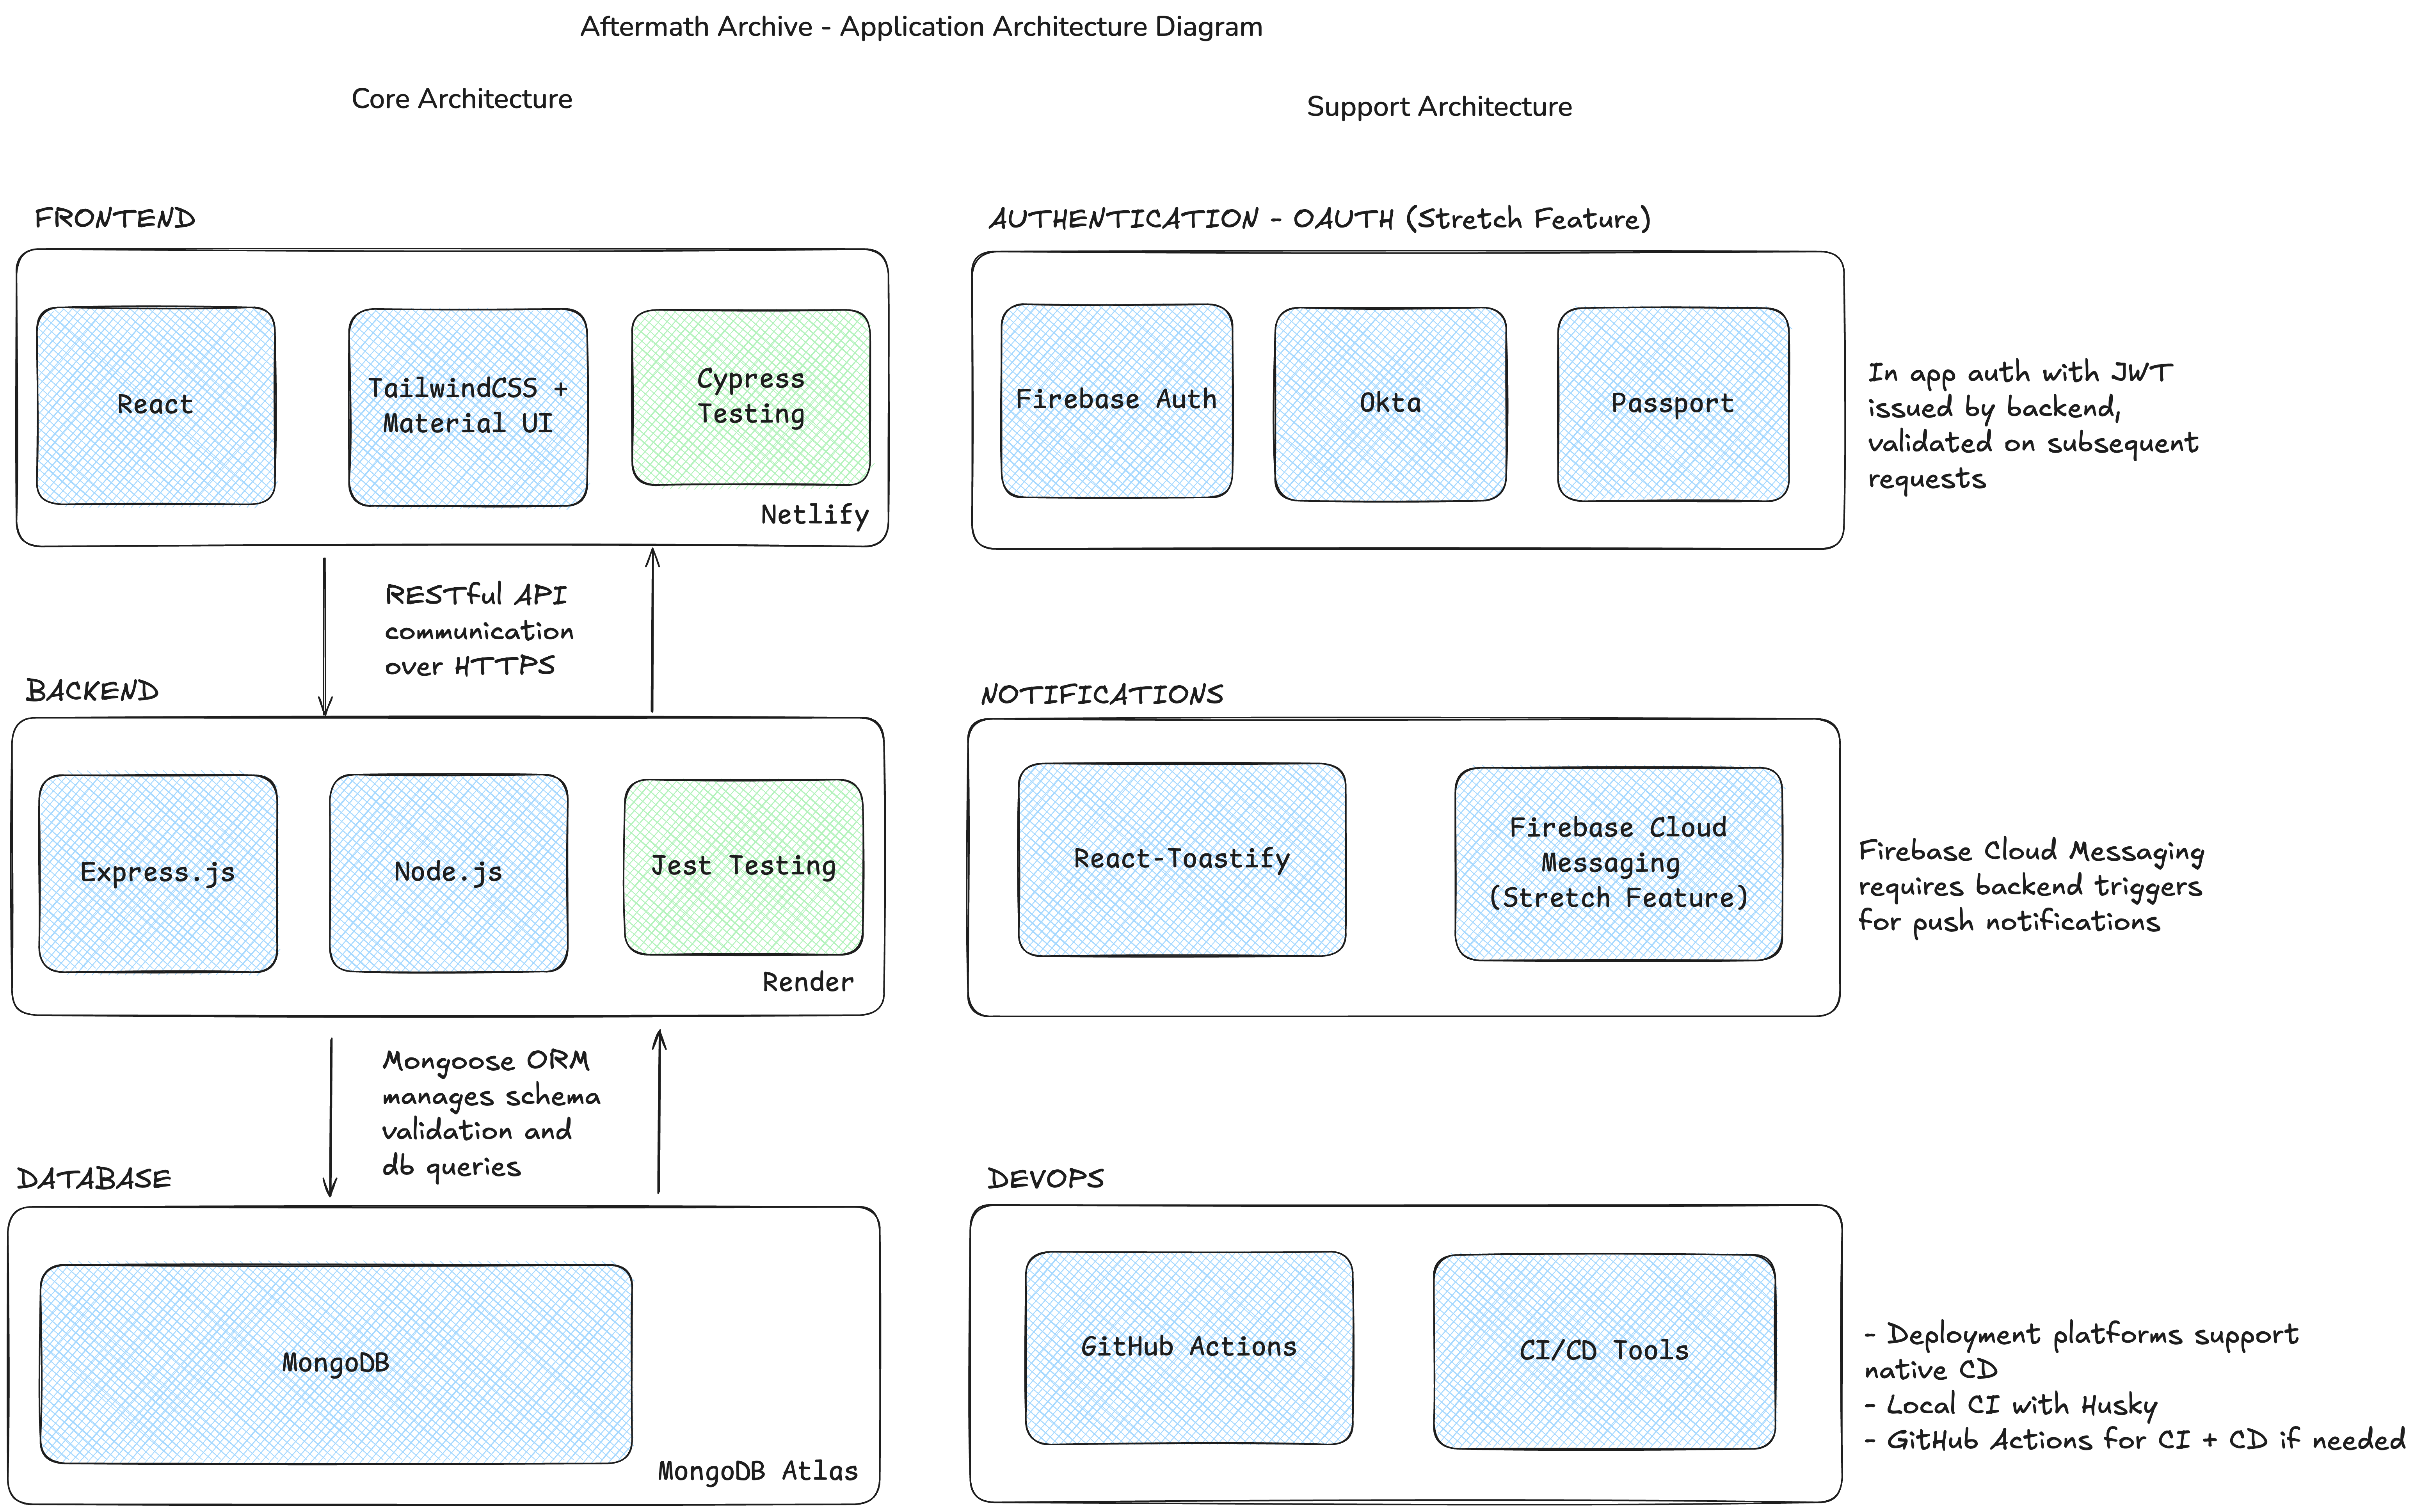 Aftermath Archive - Application Architecture Diagram
Core Architecture
Support Architecture
FRONTEND
React
TailwindCSS +
Material UI
Cypress
Testing
Netlify
RESTful API
communication
over HTTPS
BACKEND
Express.js
Node.js
Jest Testing
Render
Mongoose ORM
manages schema
validation and
db queries
DATABASE
MongoDB
MongoDB Atlas
AUTHENTICATION - OAUTH (Stretch Feature)
Firebase Auth
Okta
Passport
In app auth with JWT
issued by backend,
validated on subsequent
requests
NOTIFICATIONS
React-Toastify
Firebase Cloud
Messaging
(Stretch Feature)
Firebase Cloud Messaging
requires backend triggers
for push notifications
DEVOPS
GitHub Actions
CI/CD Tools
- Deployment platforms support
native CD
- Local CI with Husky
- GitHub Actions for CI + CD if needed